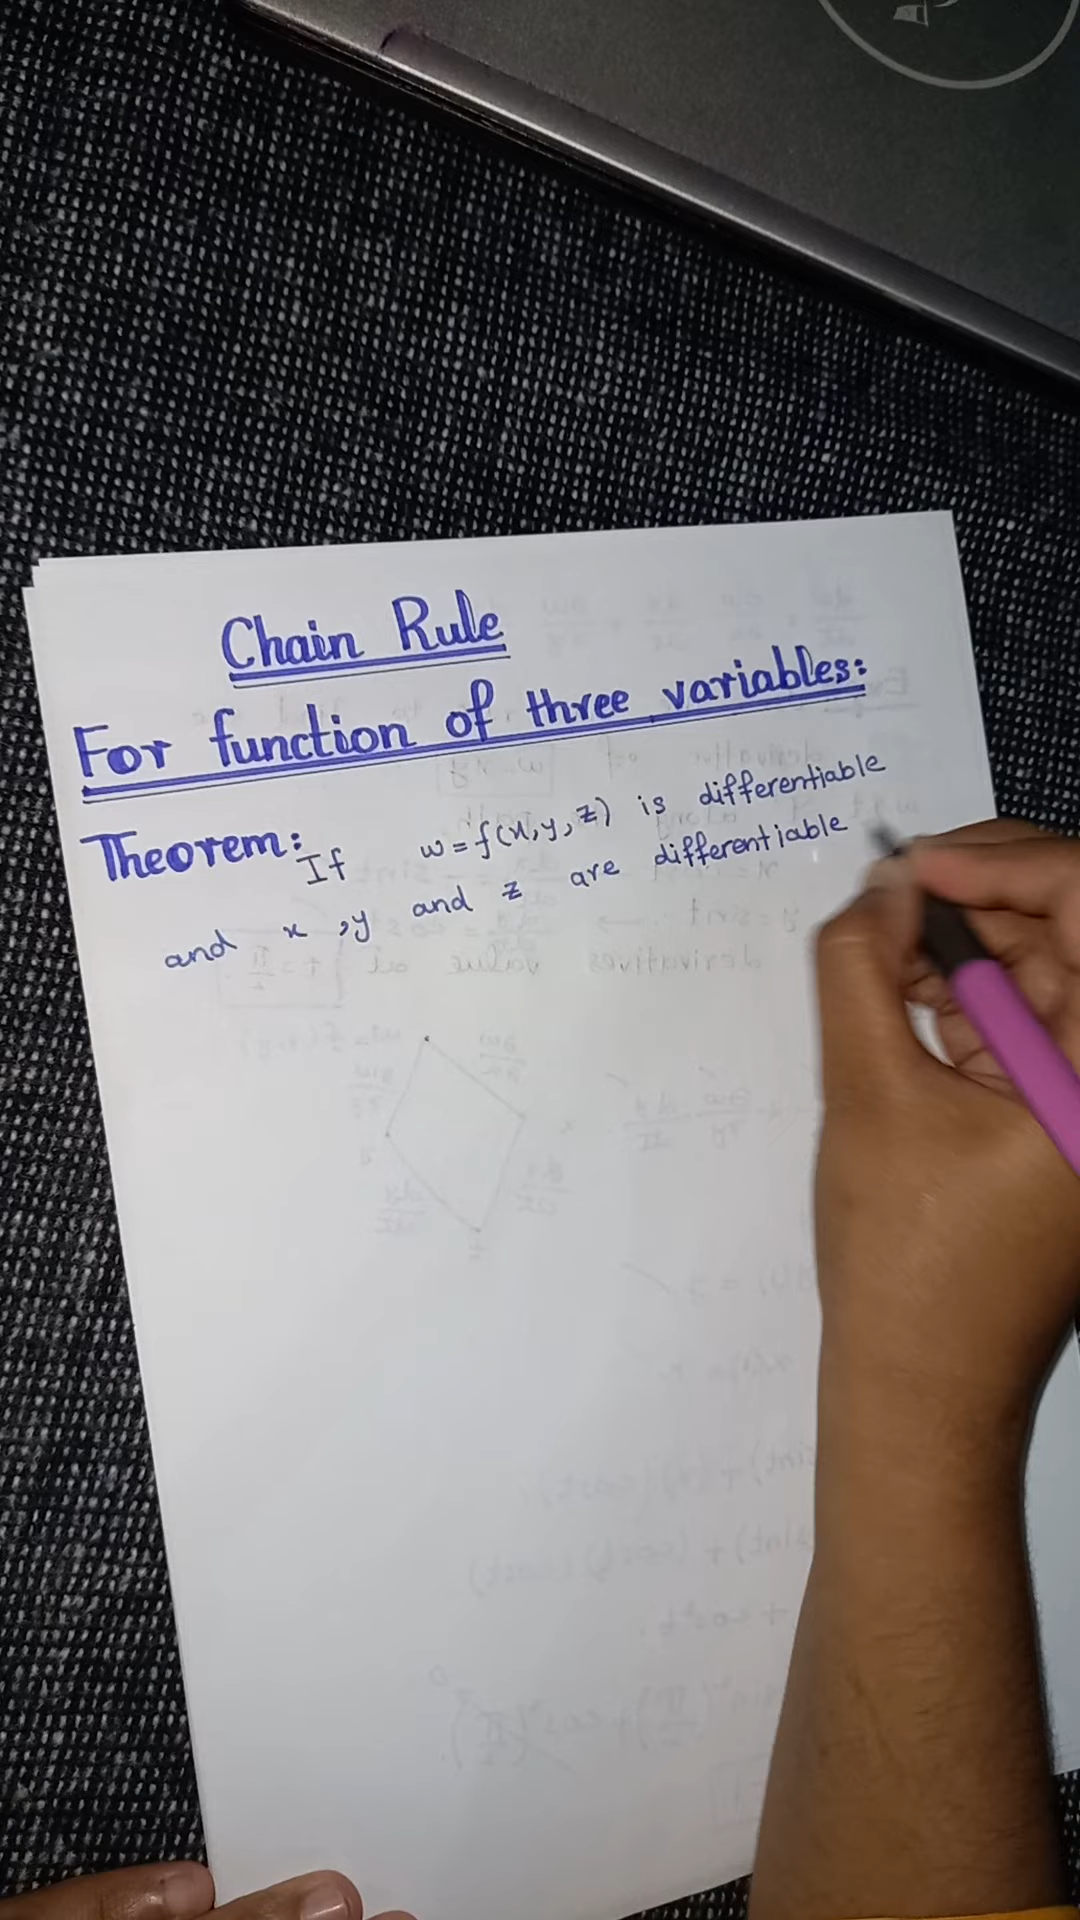 Chain Rule
For function of three variables:
Theorem: If w=f(x,y,z) is differentiable
and x,y and z are differentiable